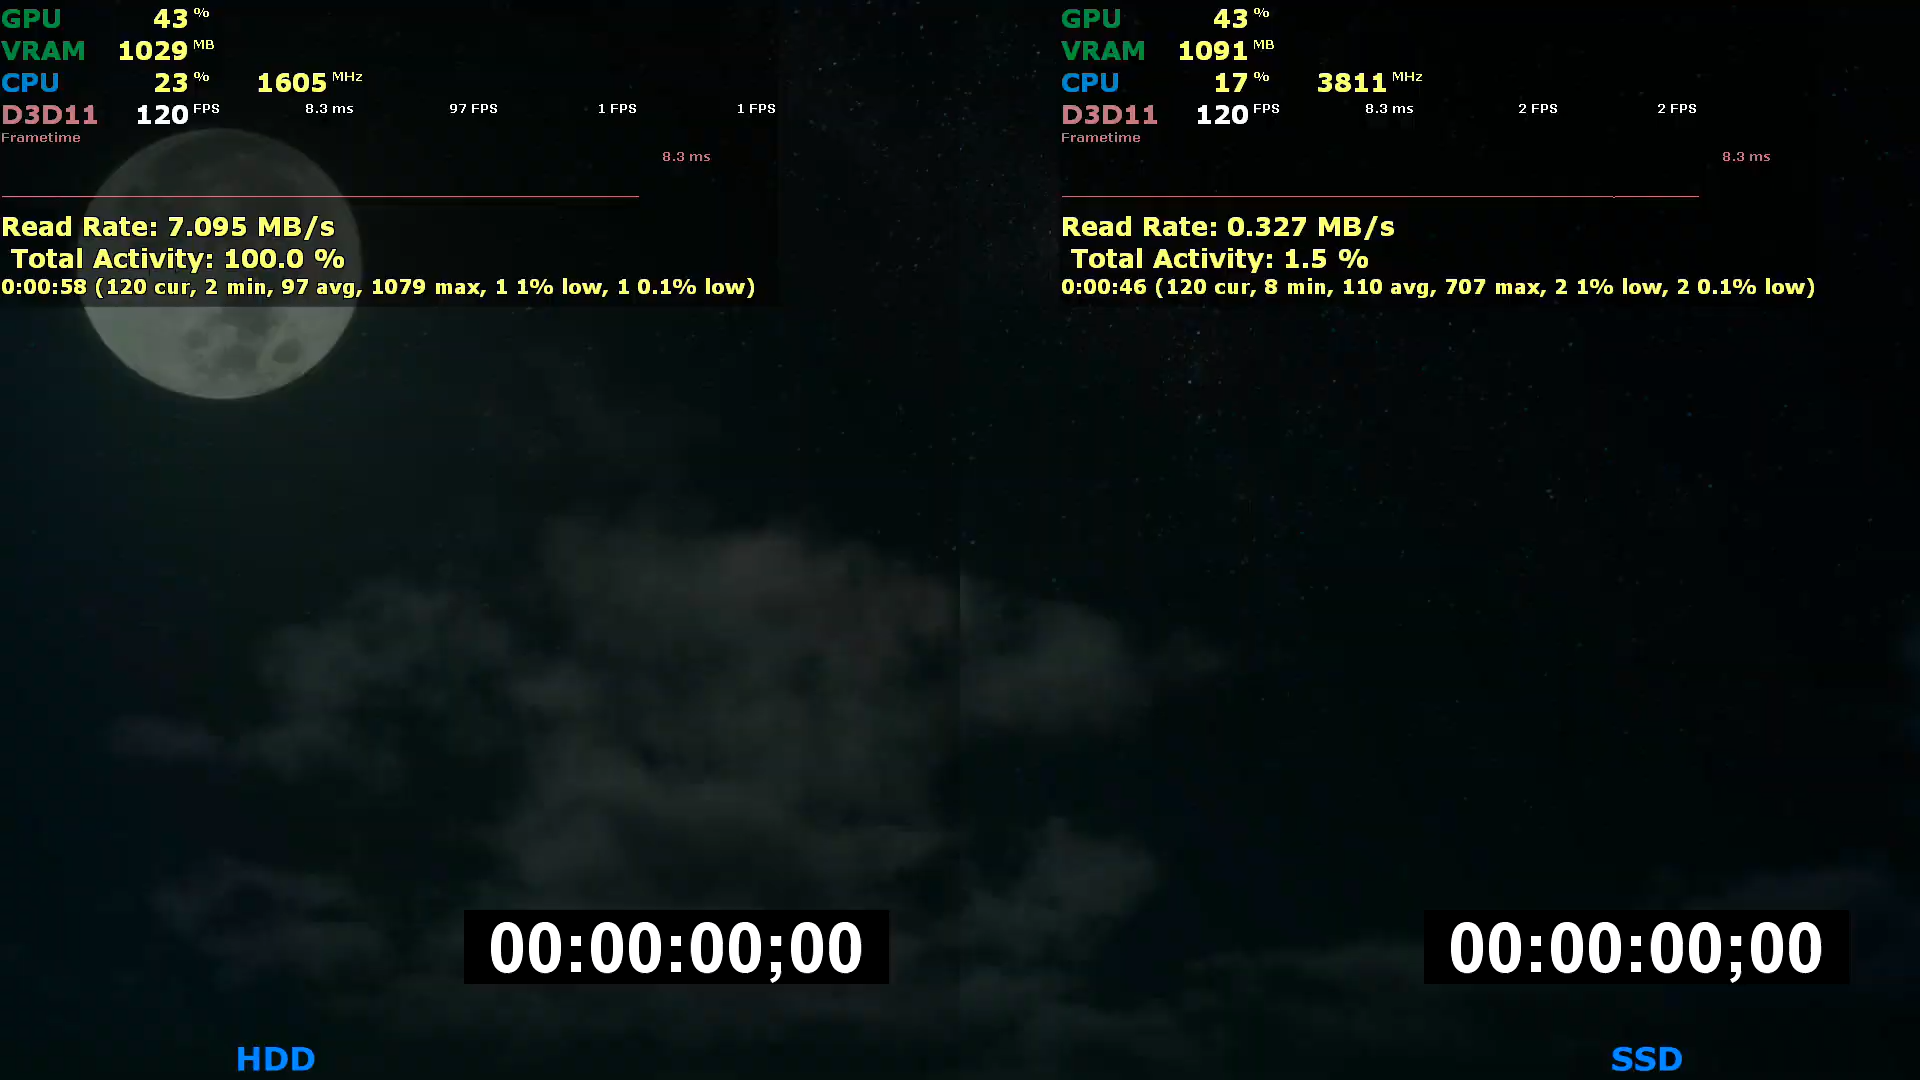 GPU 43 %
VRAM 1029 MB
CPU 23 % 1605 MHz
D3D11 120 FPS 8.3 ms 97 FPS 1 FPS 1 FPS
Frametime
8.3 ms
Read Rate: 7.095 MB/s
Total Activity: 100.0 %
0:00:58 (120 cur, 2 min, 97 avg, 1079 max, 1 1% low, 1 0.1% low)
00:00:00;00
HDD
GPU 43 %
VRAM 1091 MB
CPU 17 % 3811 MHz
D3D11 120 FPS 8.3 ms 2 FPS 2 FPS
Frametime
8.3 ms
Read Rate: 0.327 MB/s
Total Activity: 1.5 %
0:00:46 (120 cur, 8 min, 110 avg, 707 max, 2 1% low, 2 0.1% low)
00:00:00;00
SSD